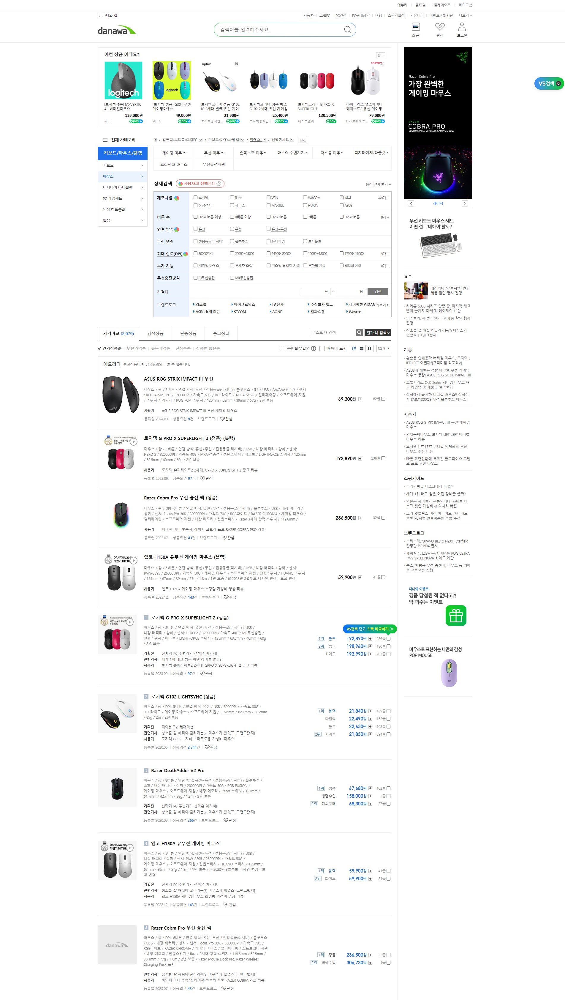 에누리 몰테일 플레이오토 메이크샵
다나와 앱
자동차 조립PC PC견적 PC구매상담 여행 쇼핑기획전 커뮤니티 이벤트 / 체험단 더보기
danawa
검색어를 입력해주세요.
최근 관심 로그인
이런 상품 어때요?
광고
[로지텍정품] MXVERTIC
AL 버티컬마우스
129,000원
리 그
N pay+
[로지텍 정품] G304 무선
게이밍마우스
49,000원
리 그
N pay+
로지텍코리아 정품 G102
IC 2세대 벌크 유선 게이
21,900원
로지텍공식판...
N pay+
로지텍코리아 정품 박스
G102 2세대 유선 게이밍
25,400원
로지텍공식판...
N pay+
로지텍코리아 G PRO X
SUPERLIGHT
130,500원
테스트밸리
N pay
하이퍼엑스 펄스파이어
헤이스트2 유선 게이밍
79,000원
HP OMEN 브...
N pay+
전체 카테고리
홈 > 컴퓨터/노트북/조립PC > 키보드/마우스/웹캠 > 마우스 > 선택하세요 URL
키보드/마우스/웹캠
키보드
마우스
디지타이저/타블렛
PC 게임패드
영상 컨트롤러
웹캠
게이밍 마우스 무선 마우스 손목보호 마우스 마우스 주변기기 저소음 마우스 디지타이저/타블렛
프리젠터 마우스 무선충전지원
상세검색 사용자의 선택은?! ?
옵션 전체보기
제조사별 로지텍 Razer VGN WACOM 앱코 249개+
삼성전자 제닉스 MAXTILL HUION ASUS
버튼 수 DPI+8버튼 이상 8버튼 이상 DPI+7버튼 7버튼 DPI+6버튼 9개+
연결 방식 유선 무선 유선+무선
무선 연결 전용동글(리시버) 블루투스 유니파잉 로지볼트
최대 감도(DPI) 30000이상 29999~25000 24999~20000 19999~18000 17999~16000 9개+
부가 기능 게이밍 마우스 무게추 조절 커스텀 펌웨어 지원 무한휠 지원 멀티페어링 8개+
무선충전방식 Qi무선충전 MR무선충전
가격대 원 ~ 원 검색
브랜드로그 컴스빌 마이크로닉스 LG전자 주식회사 앱코 제이씨현 GIGAB 더보기 >
ASRock 에즈윈 STCOM AONE 알파스캔 Waycos
가격비교 (2,079) 검색상품 단종상품 중고장터
리스트 내 검색 결과 내 검색
인기상품순 낮은가격순 높은가격순 신상품순 상품평 많은순
쿠팡와우할인 ? 배송비 포함 30개
애드리더 광고상품이며, 검색결과와 다를 수 있습니다.
ASUS ROG STRIX IMPACT III 무선
마우스 / 광 / 5버튼 / 연결 방식: 무선 / 전용동글(리시버) / 블루투스 / 5.1 / USB / AA/AAA형 1개 / 센서
: ROG AIMPOINT / 36000DPI / 가속도 50G / RGB라이트 / AURA SYNC / 멀티페어링 / 소프트웨어 지원
/ 스위치 자가교체 / ROG 70M 스위치 / 120mm / 62mm / 39mm / 57g / 2년 보증
69,300원 82몰
사용기 ASUS ROG STRIX IMPACT III 무선 게이밍 마우스
등록월 2024.03. 상품의견 9건 브랜드로그 관심
로지텍 G PRO X SUPERLIGHT 2 (정품) (블랙)
마우스 / 광 / 5버튼 / 연결 방식: 유선+무선 / 전용동글(리시버) / USB / 내장 배터리 / 상하 / 센서:
HERO 2 / 32000DPI / 가속도 40G / MR무선충전 / 전원스위치 / 매크로 / LIGHTFORCE 스위치 / 125mm
/ 63.5mm / 40mm / 60g / 2년 보증
192,890원 236몰
사용기 로지텍 슈퍼라이트2 2세대, GPRO X SUPERLIGHT 2 핑크 리뷰
등록월 2023.09. 상품의견 97건 관심
Razer Cobra Pro 무선 충전 팩 (정품)
마우스 / 광 / DPI+6버튼 / 연결 방식: 유선+무선 / 전용동글(리시버) / 블루투스 / USB / 내장 배터리 /
상하 / 센서: Focus Pro 30K / 30000DPI / 가속도 70G / RGB라이트 / RAZER CHROMA / 게이밍 마우스 /
멀티페어링 / 소프트웨어 지원 / 내장 메모리 / 전원스위치 / Razer 3세대 광학 스위치 / 119.6mm /
236,500원 32몰
사용기 바이퍼 미니 후속작, 레이저 코브라 프로 RAZER COBRA PRO 리뷰
등록월 2023.07. 상품의견 43건 브랜드로그 관심
앱코 H150A 유무선 게이밍 마우스 (블랙)
마우스 / 광 / 5버튼 / 연결 방식: 유선+무선 / 전용동글(리시버) / USB / 내장 배터리 / 상하 / 센서:
PAW-3395 / 26000DPI / 가속도 50G / 게이밍 마우스 / 소프트웨어 지원 / 전원스위치 / HUANO 스위치
/ 125mm / 67mm / 39mm / 57g / 1.8m / 1년 보증 / ※ 2023년 3월부로 디자인 변경 - 로고 변경
59,900원 41몰
사용기 앱코 H150A 게이밍 마우스 초경량 가성비 영상 리뷰
등록월 2022.12. 상품의견 143건 브랜드로그 관심
1 로지텍 G PRO X SUPERLIGHT 2 (정품)
마우스 / 광 / 5버튼 / 연결 방식: 유선+무선 / 전용동글(리시버) / USB /
내장 배터리 / 상하 / 센서: HERO 2 / 32000DPI / 가속도 40G / MR무선충전 /
전원스위치 / 매크로 / LIGHTFORCE 스위치 / 125mm / 63.5mm / 40mm / 60g
/ 2년 보증
VS검색 담고 스펙 비교하기
1위 블랙 192,890원 236몰
2위 핑크 198,960원 180몰
화이트 193,990원 203몰
기획전 신학기 PC 주변기기 선택은 여기서!
관련기사 세계 1위 배그 팀은 어떤 장비를 쓸까?
사용기 로지텍 슈퍼라이트2 2세대, GPRO X SUPERLIGHT 2 핑크 리뷰
등록월 2023.09. 상품의견 97건 관심
2 로지텍 G102 LIGHTSYNC (정품)
마우스 / 광 / DPI+5버튼 / 연결 방식: 유선 / USB / 8000DPI / 가속도 30G /
RGB라이트 / 게이밍 마우스 / 소프트웨어 지원 / 116.6mm / 62.1mm / 38.2mm
/ 85g / 2m / 2년 보증
1위 블랙 21,840원 429몰
라일락 22,490원 152몰
블루 22,630원 162몰
2위 화이트 21,850원 394몰
기획전 디아블로2: 레저렉션
관련기사 청소를 잘 해줘야 굴러가는(?) 마우스가 있었죠 [그땐그랬지]
사용기 로지텍 G102 _ 지허브 매크로용 가성비 마우스!
등록월 2020.05. 상품의견 2,344건 관심
3 Razer DeathAdder V2 Pro
마우스 / 광 / 8버튼 / 연결 방식: 유선+무선 / 전용동글(리시버) / 블루투스 /
USB / 내장 배터리 / 상하 / 20000DPI / 가속도 50G / RGB FUSION /
게이밍 마우스 / 소프트웨어 지원 / 내장 메모리 / Razer 스위치 / 127mm /
61.7mm / 42.7mm / 88g / 1.8m / 2년 보증
1위 정품 67,680원 102몰
병행수입 158,000원 2몰
2위 해외구매 68,300원 37몰
기획전 신학기 PC 주변기기 선택은 여기서!
관련기사 청소를 잘 해줘야 굴러가는(?) 마우스가 있었죠 [그땐그랬지]
등록월 2020.09. 상품의견 266건 브랜드로그 관심
4 앱코 H150A 유무선 게이밍 마우스
마우스 / 광 / 5버튼 / 연결 방식: 유선+무선 / 전용동글(리시버) / USB /
내장 배터리 / 상하 / 센서: PAW-3395 / 26000DPI / 가속도 50G /
게이밍 마우스 / 소프트웨어 지원 / 전원스위치 / HUANO 스위치 / 125mm /
67mm / 39mm / 57g / 1.8m / 1년 보증 / ※ 2023년 3월부로 디자인 변경 - 로
고 변경
1위 블랙 59,900원 41몰
2위 화이트 59,900원 31몰
기획전 신학기 PC 주변기기 선택은 여기서!
관련기사 청소를 잘 해줘야 굴러가는(?) 마우스가 있었죠 [그땐그랬지]
사용기 앱코 H150A 게이밍 마우스 초경량 가성비 영상 리뷰
등록월 2022.12. 상품의견 143건 브랜드로그 관심
5 Razer Cobra Pro 무선 충전 팩
danawa
마우스 / 광 / DPI+6버튼 / 연결 방식: 유선+무선 / 전용동글(리시버) / 블루투스
/ USB / 내장 배터리 / 상하 / 센서: Focus Pro 30K / 30000DPI / 가속도 70G /
RGB라이트 / RAZER CHROMA / 게이밍 마우스 / 멀티페어링 / 소프트웨어 지원
/ 내장 메모리 / 전원스위치 / Razer 3세대 광학 스위치 / 119.6mm / 62.5mm /
38.1mm / 77g / 1.8m / 2년 보증 / Razer Mouse Dock Pro, Razer Wireless
Charging Puck 포함
1위 정품 236,500원 32몰
2위 병행수입 306,730원 1몰
관련기사 청소를 잘 해줘야 굴러가는(?) 마우스가 있었죠 [그땐그랬지]
사용기 바이퍼 미니 후속작, 레이저 코브라 프로 RAZER COBRA PRO 리뷰
등록월 2023.07. 상품의견 43건 브랜드로그 관심
Razer Cobra Pro
가장 완벽한
게이밍 마우스
RAZER
COBRA PRO
CUSTOMIZABLE WIRELESS GAMING MOUSE
레이저
VS검색 0
무선 키보드 마우스 세트
어떤 걸 구매해야 할까?
뉴스
에스라이즈 '로지텍' 인기
제품 할인 행사 진행
라데온 6000 시리즈 단종 중, 마지막 재고
떨이 놓치지 마세요. 레이저의 12만
이스트라, 봄맞이 인기 TV 제품 할인 행사
진행
청소를 잘 해줘야 굴러가는(?) 마우스가
있었죠 [그땐그랬지]
리뷰
왼손용 인체공학 버티컬 마우스, 로지텍 L
IFT LEFT 어떨까?[프리미엄 리포터V]
ASUS의 새로운 경량 에그쉘 무선 게이밍
마우스 등장! ASUS ROG STRIX IMPACT III
스틸시리즈 QcK Series 게이밍 마우스 패
드 라인업 및 제품군 살펴보기
삼성에서 출시한 버티컬 마우스!! 삼성전
자 SMM1300QB 무선 블루투스 마우스
사용기
ASUS ROG STRIX IMPACT III 무선 게이밍
마우스
인체공학마우스 로지텍 LIFT LEFT 버티컬
마우스 리뷰
로지텍 LIFT LEFT 버티컬 인체공학 무선
마우스 추천 이유
빠른 화면전환에 특화된 글로리어스 모델
오 프로 무선 마우스
쇼핑가이드
국가권력급 데스크테리어. ZIP
세계 1위 배그 팀은 어떤 장비를 쓸까?
입문은 화이트가 근본입니다, 화이트 데
스크 셋업 가성비 & 럭셔리 버전
그거 넷플릭스 머신 아니에요, 아이패드
프로 PC처럼 만들어주는 조합 추천
브랜드로그
브라보텍, 'BRAVO BLD x NZXT' Starfield
한정판 PC N04 출시
제이웍스, LC3+ 무선 이어폰 ROG CETRA
TWS SPEEDNOVA 화이트 예판
콕스, 차량용 무선 충전기, 마우스 등 위메
프 프로모션 진행
다나와 이벤트
경품 당첨된 적 없다고?!
막 퍼주는 이벤트
마우스로 표현하는 나만의 감성
POP MOUSE